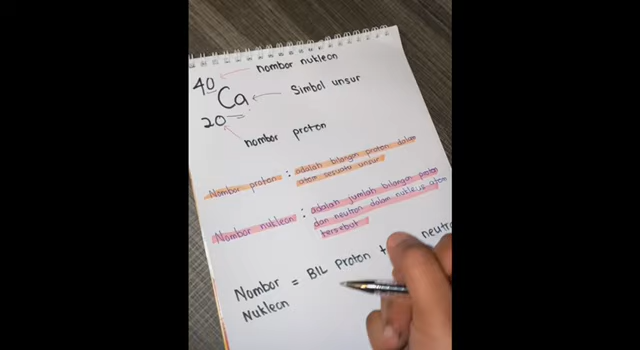 40
nombor nukleon
Ca
Simbol unsur
20
nombor proton
Nombor proton : adalah bilangan proton dalam
atom sesuatu unsur
Nombor nukleon : adalah jumlah bilangan proton
dan neutron dalam nukleus atom
tersebut
Nombor = BIL proton + neutro
Nukleon